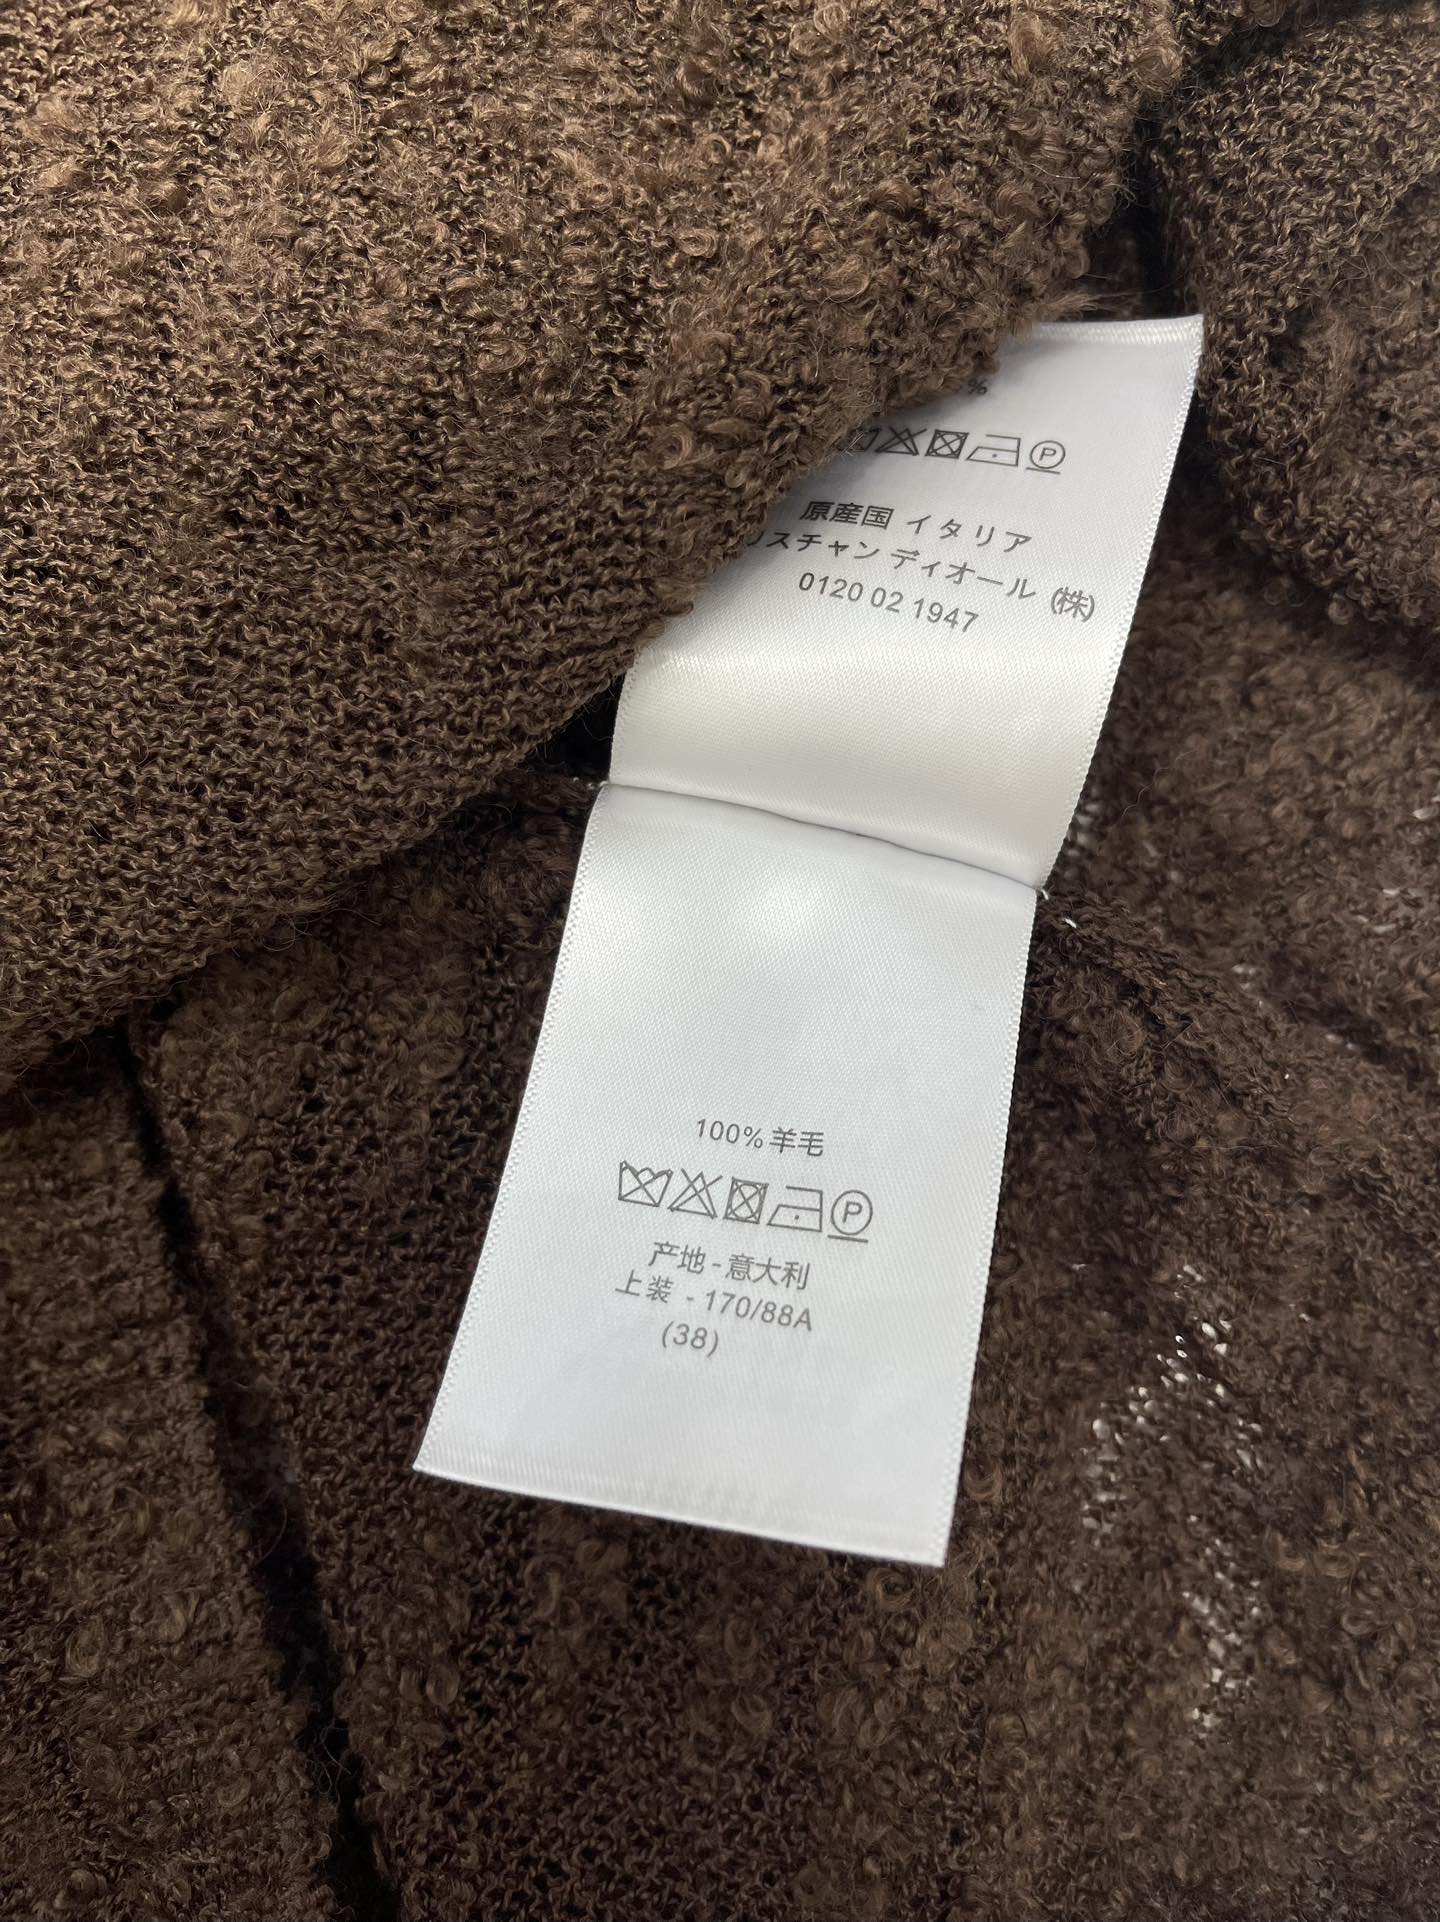 %
P
原産国 イタリア
リスチャン ディオール (株)
0120 02 1947
100% 羊毛
P
产地 - 意大利
上装 - 170/88A
(38)